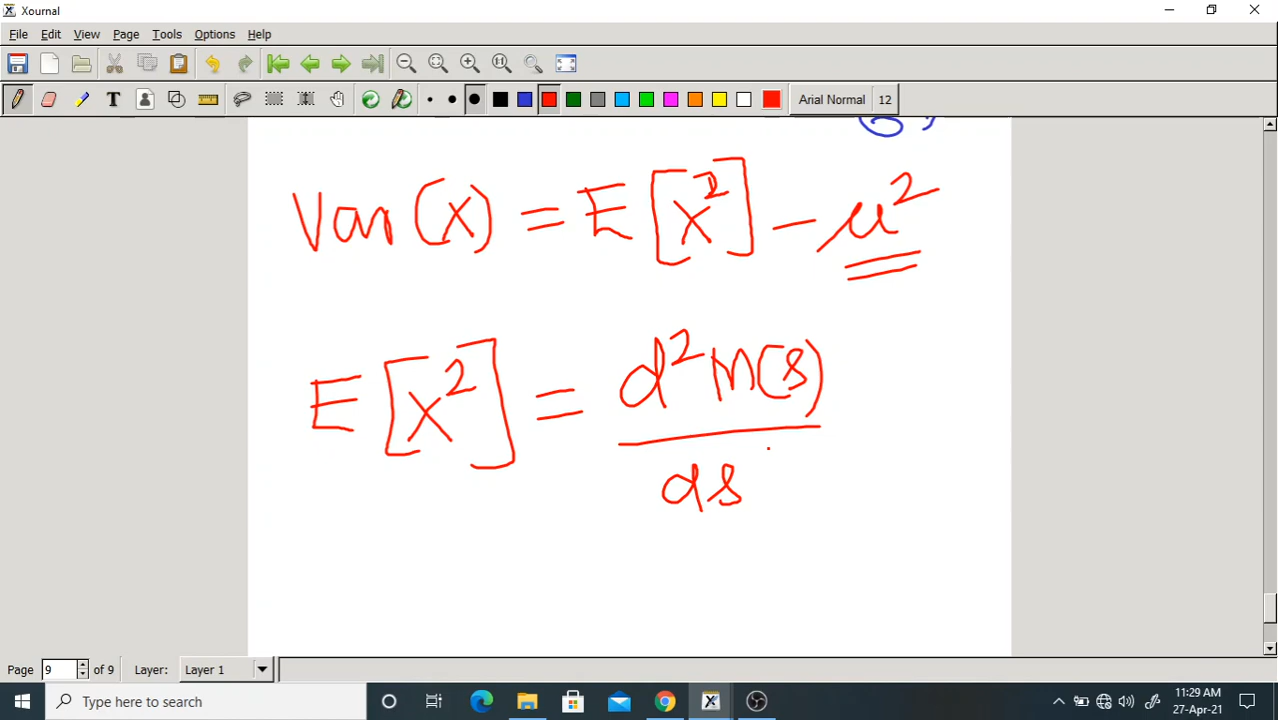 Xournal
File Edit View Page Tools Options Help
Arial Normal 12
Var(X) = E[X²] - μ²
E[X²] = d²M(s)
ds
Page 9 of 9 Layer: Layer 1
Type here to search
11:29 AM
27-Apr-21